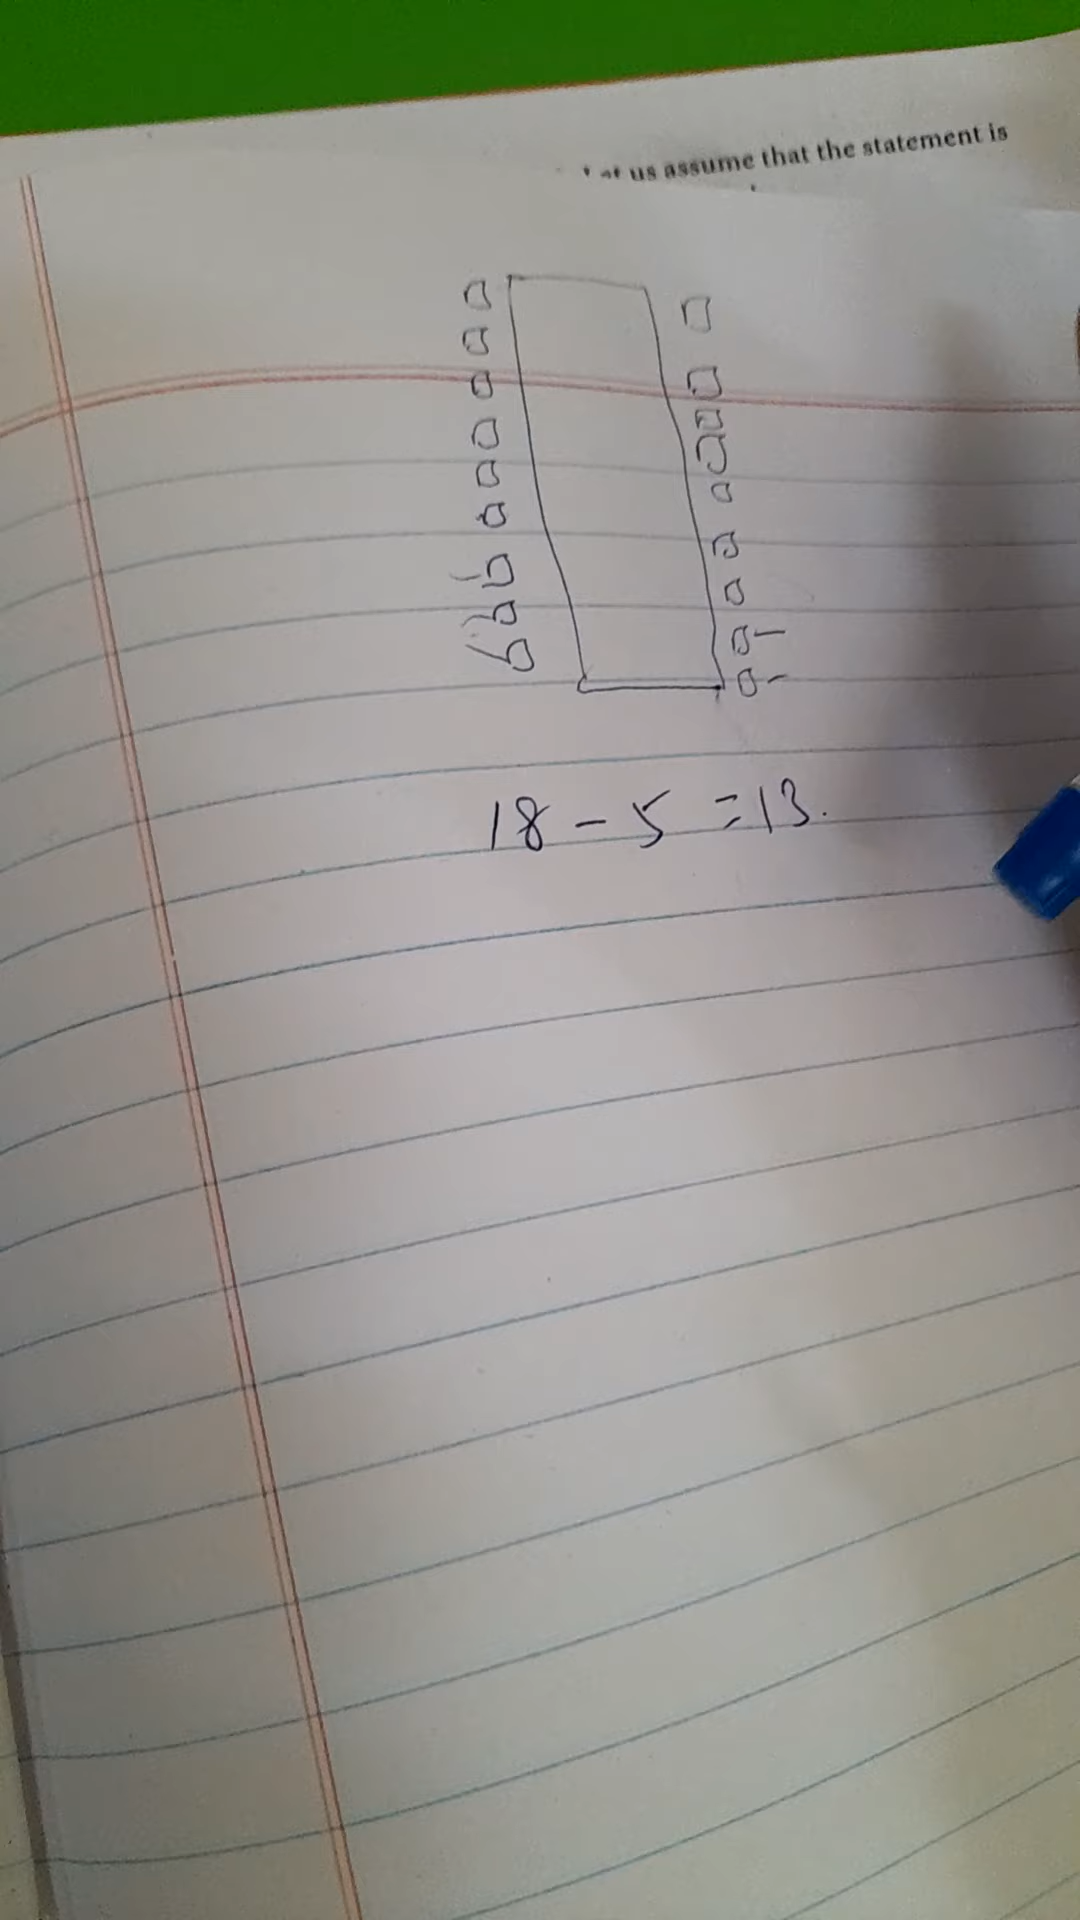 us assume that the statement is
18 - 5 = 13.